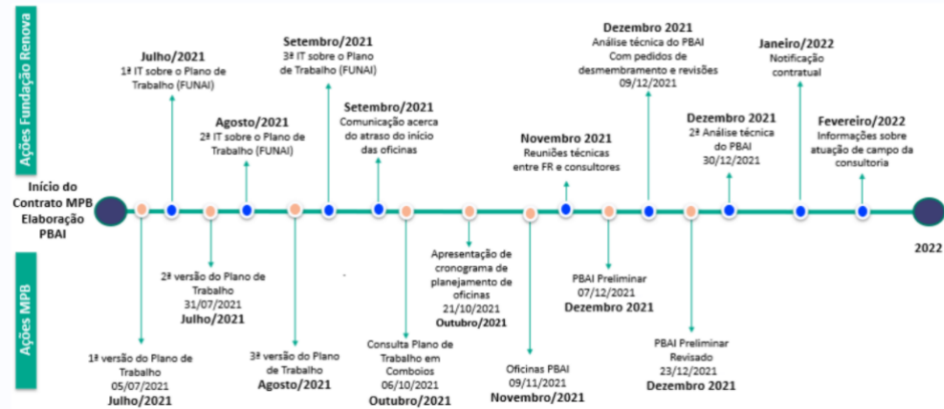 Ações Fundação Renova
Julho/2021
1ª IT sobre o Plano de
Trabalho (FUNAI)
Agosto/2021
2ª IT sobre o Plano de
Trabalho (FUNAI)
Setembro/2021
3ª IT sobre o Plano
de Trabalho (FUNAI)
Setembro/2021
Comunicação acerca
do atraso do início
das oficinas
Novembro 2021
Reuniões técnicas
entre FR e consultores
Dezembro 2021
Análise técnica do PBAI
Com pedidos de
desmembramento e revisões
09/12/2021
Dezembro 2021
2ª Análise técnica
do PBAI
30/12/2021
Janeiro/2022
Notificação
contratual
Fevereiro/2022
Informações sobre
atuação de campo da
consultoria
Início do
Contrato MPB
Elaboração
PBAI
2022
Ações MPB
1ª versão do Plano de
Trabalho
05/07/2021
Julho/2021
2ª versão do Plano de
Trabalho
31/07/2021
Julho/2021
3ª versão do Plano
de Trabalho
Agosto/2021
Consulta Plano de
Trabalho em
Comboios
06/10/2021
Outubro/2021
Apresentação de
cronograma de
planejamento de
oficinas
21/10/2021
Outubro/2021
Oficinas PBAI
09/11/2021
Novembro/2021
PBAI Preliminar
07/12/2021
Dezembro 2021
PBAI Preliminar
Revisado
23/12/2021
Dezembro 2021